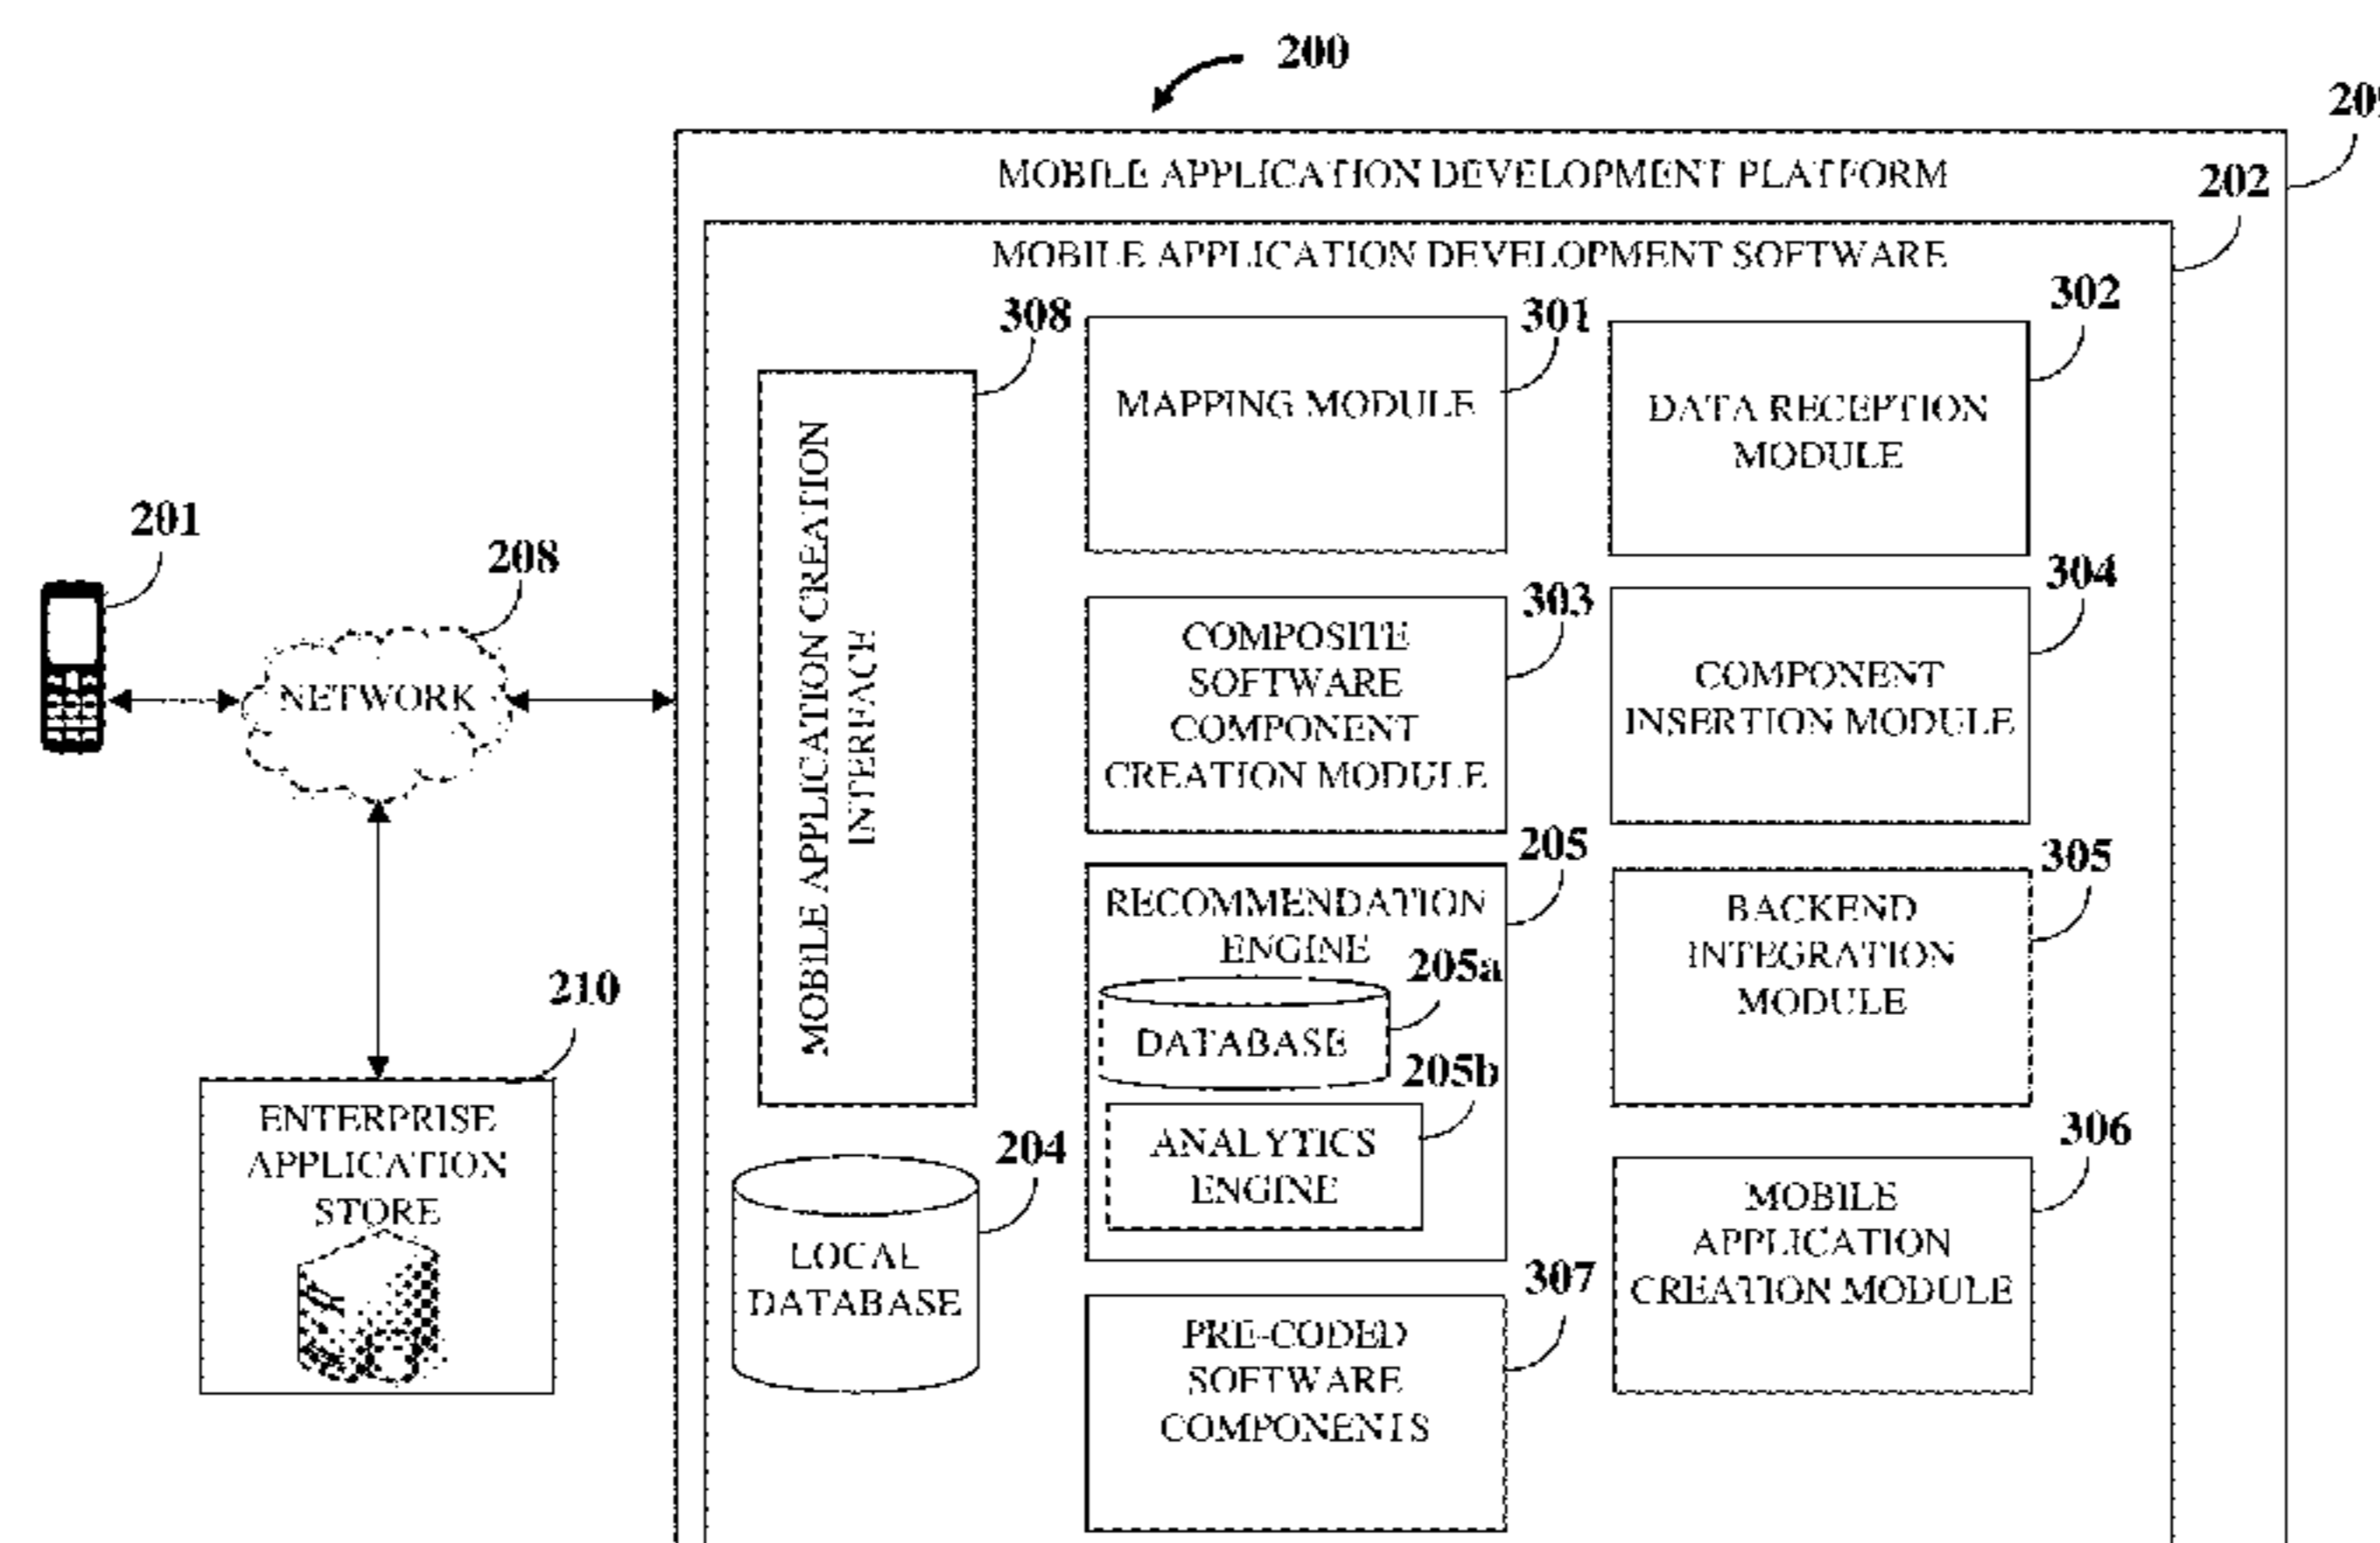 200
MOBILE APPLICATION DEVELOPMENT PLATFORM
202
MOBILE APPLICATION DEVELOPMENT SOFTWARE
308
301
302
MAPPING MODULE
DATA RECEPTION
MODULE
MOBILE APPLICATION CREATION
INTERFACE
201
208
NETWORK
303
304
COMPOSITE
SOFTWARE
COMPONENT
CREATION MODULE
COMPONENT
INSERTION MODULE
205
305
RECOMMENDATION
ENGINE
205a
DATABASE
205b
ANALYTICS
ENGINE
BACKEND
INTEGRATION
MODULE
210
ENTERPRISE
APPLICATION
STORE
204
LOCAL
DATABASE
306
MOBILE
APPLICATION
CREATION MODULE
307
PRE-CODED
SOFTWARE
COMPONENTS